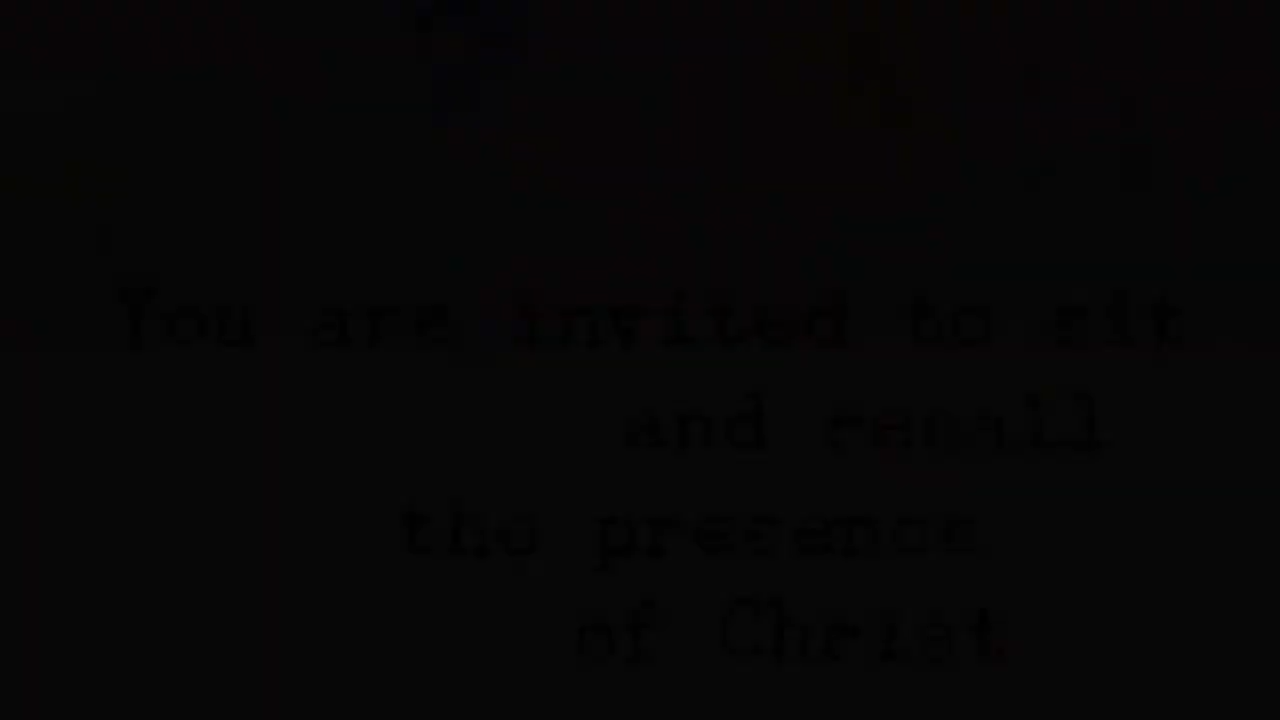 You are invited to sit
and recall
the presence
of Christ